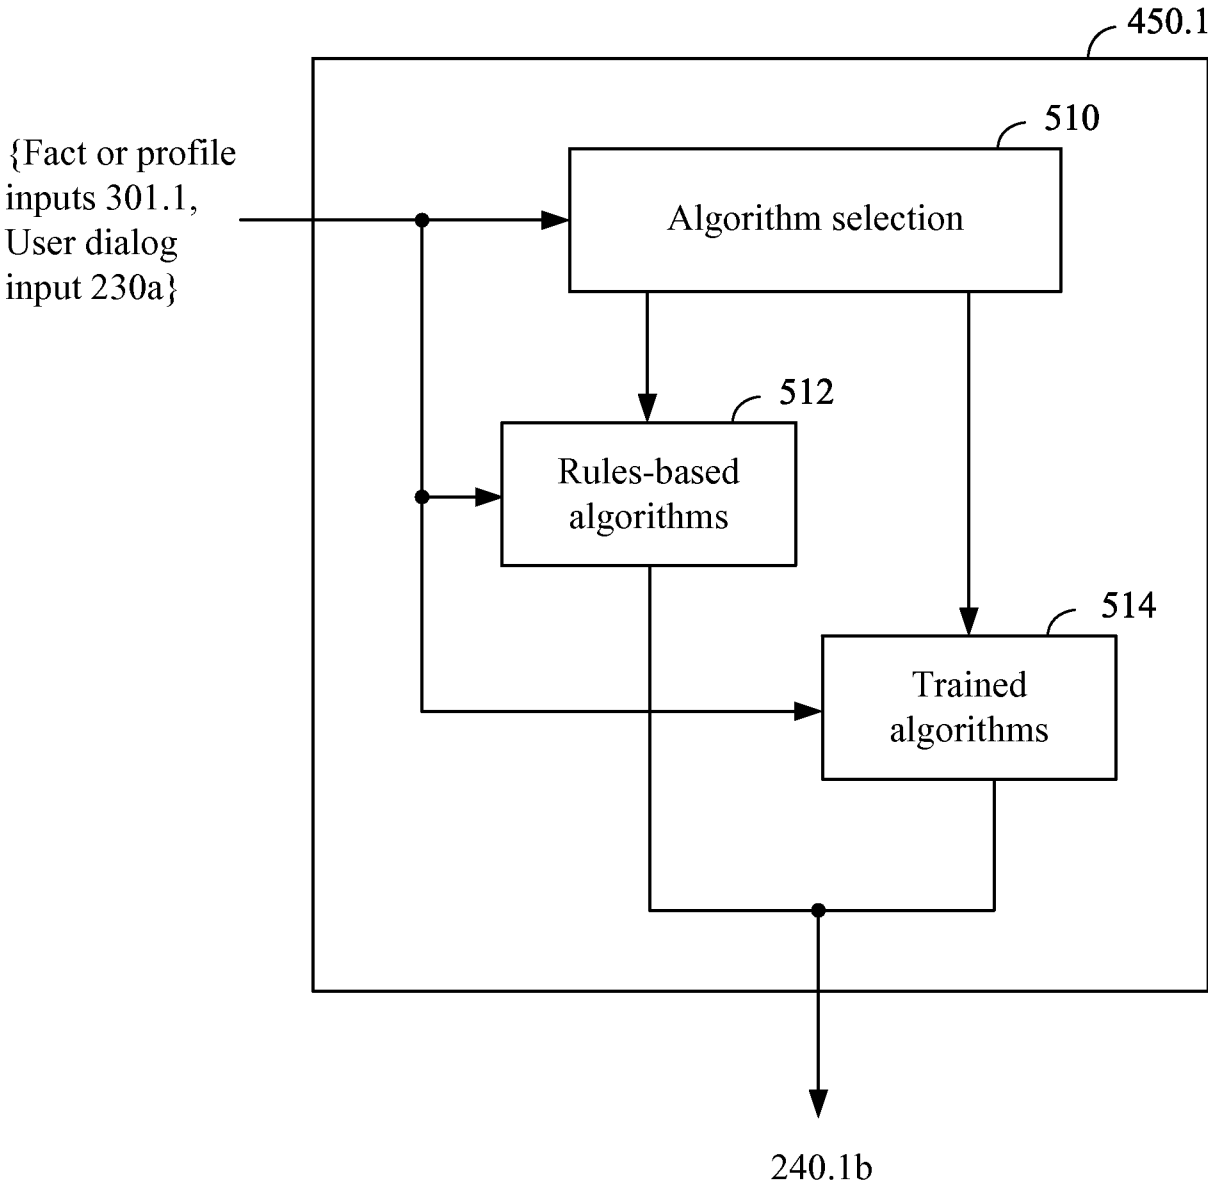 450.1
510
{Fact or profile
inputs 301.1,
User dialog
input 230a}
Algorithm selection
512
Rules-based
algorithms
514
Trained
algorithms
240.1b